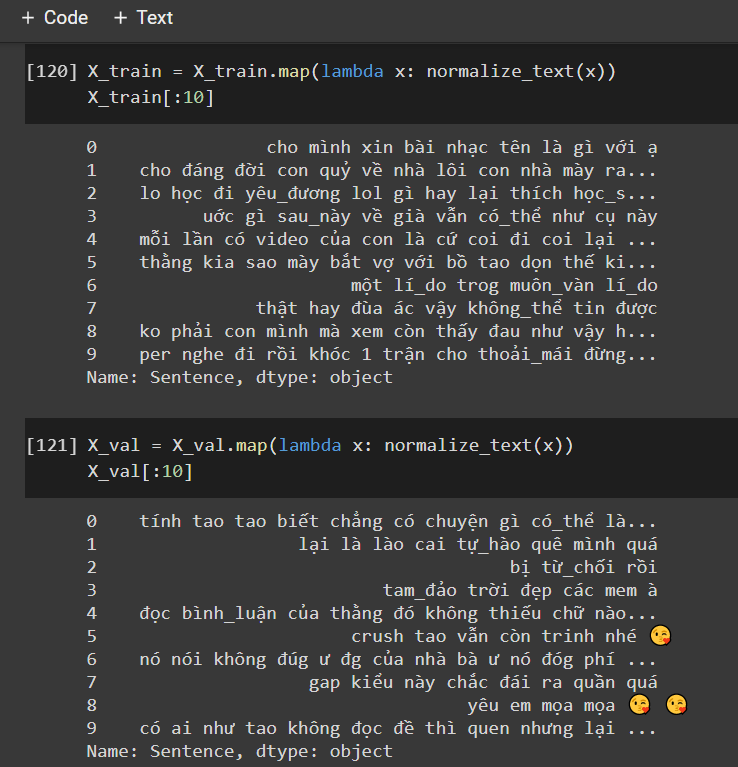 + Code + Text
[120] X_train = X_train.map(lambda x: normalize_text(x))
X_train[:10]
0 cho mình xin bài nhạc tên là gì với ạ
1 cho đáng đời con quỷ về nhà lôi con nhà mày ra...
2 lo học đi yêu_đương lol gì hay lại thích học_s...
3 uớc gì sau_này về già vẫn có_thể như cụ này
4 mỗi lần có video của con là cứ coi đi coi lại ...
5 thằng kia sao mày bắt vợ với bồ tao dọn thế ki...
6 một lí_do trog muôn_vàn lí_do
7 thật hay đùa ác vậy không_thể tin được
8 ko phải con mình mà xem còn thấy đau như vậy h...
9 per nghe đi rồi khóc 1 trận cho thoải_mái đừng...
Name: Sentence, dtype: object
[121] X_val = X_val.map(lambda x: normalize_text(x))
X_val[:10]
0 tính tao tao biết chẳng có chuyện gì có_thể là...
1 lại là lào cai tự_hào quê mình quá
2 bị từ_chối rồi
3 tam_đảo trời đẹp các mem à
4 đọc bình_luận của thằng đó không thiếu chữ nào...
5 crush tao vẫn còn trinh nhé 😘
6 nó nói không đúg ư đg của nhà bà ư nó đóg phí ...
7 gap kiểu này chắc đái ra quần quá
8 yêu em mọa mọa 😘 😘
9 có ai như tao không đọc đề thì quen nhưng lại ...
Name: Sentence, dtype: object